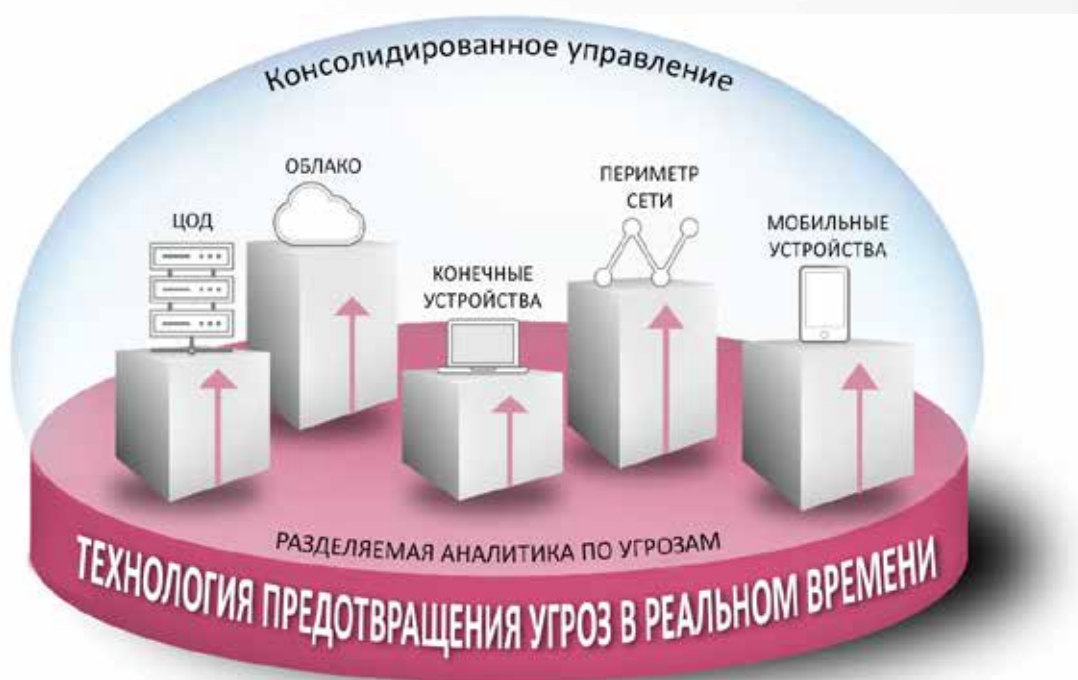 Консолидированное управление
ОБЛАКО
ПЕРИМЕТР
СЕТИ
ЦОД
МОБИЛЬНЫЕ
УСТРОЙСТВА
КОНЕЧНЫЕ
УСТРОЙСТВА
РАЗДЕЛЯЕМАЯ АНАЛИТИКА ПО УГРОЗАМ
ТЕХНОЛОГИЯ ПРЕДОТВРАЩЕНИЯ УГРОЗ В РЕАЛЬНОМ ВРЕМЕНИ